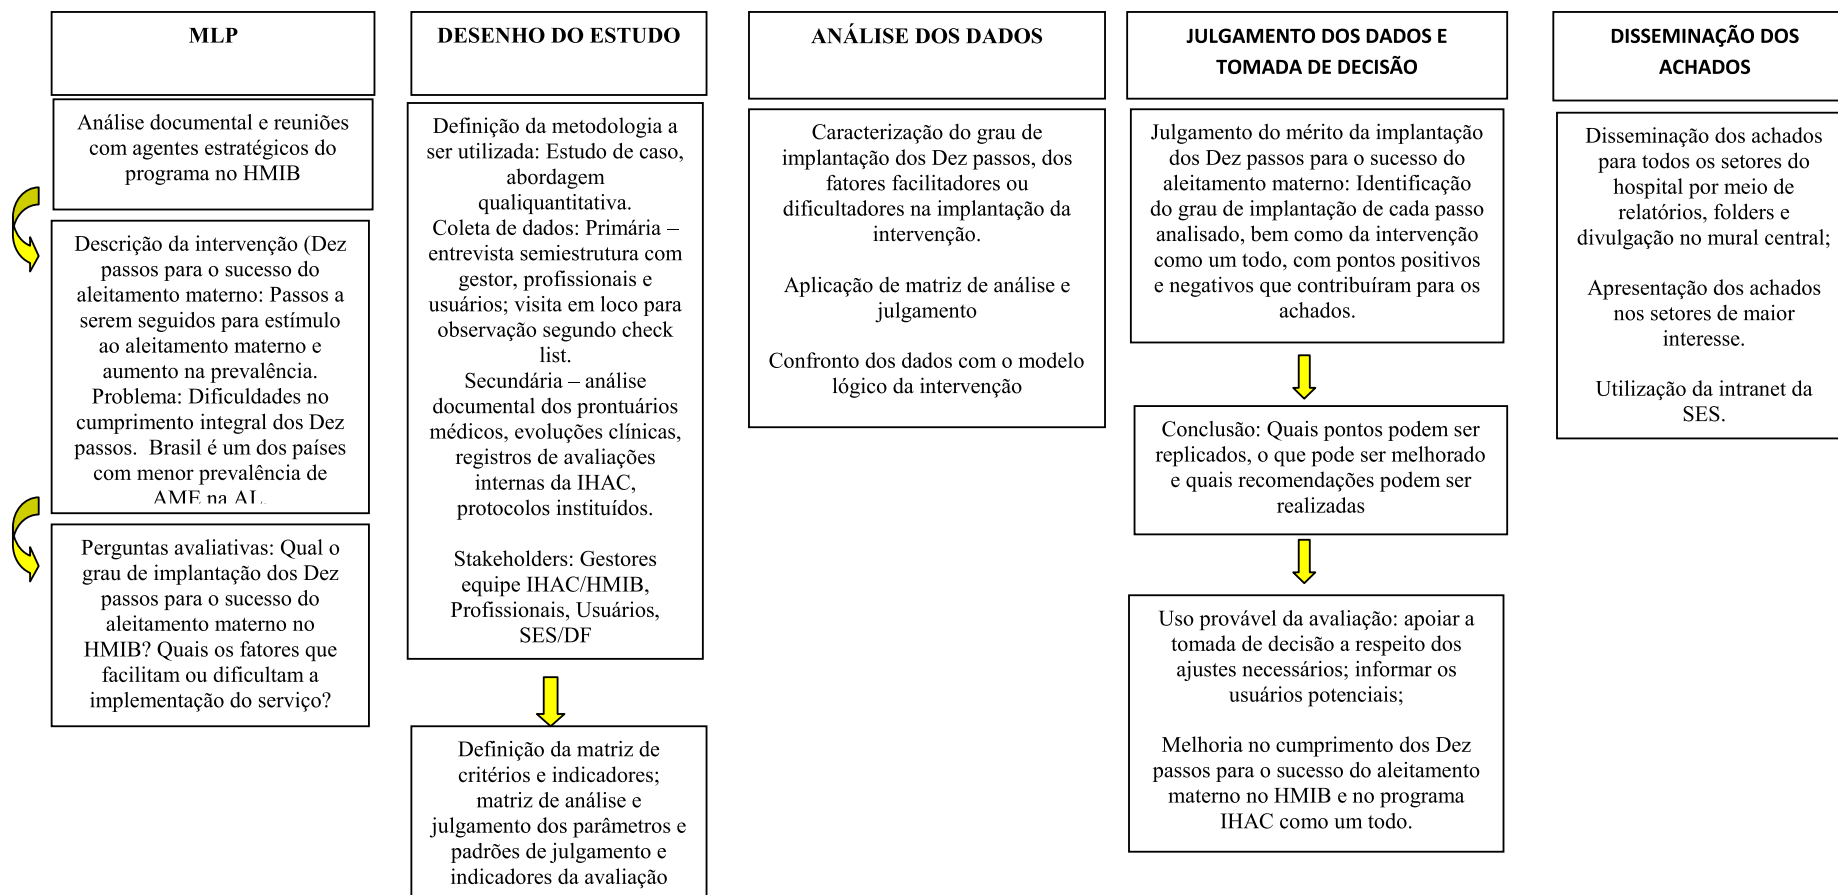 MLP
Análise documental e reuniões
com agentes estratégicos do
programa no HMIB
Descrição da intervenção (Dez
passos para o sucesso do
aleitamento materno: Passos a
serem seguidos para estímulo
ao aleitamento materno e
aumento na prevalência.
Problema: Dificuldades no
cumprimento integral dos Dez
passos.  Brasil é um dos países
com menor prevalência de
AME na AL.
Perguntas avaliativas: Qual o
grau de implantação dos Dez
passos para o sucesso do
aleitamento materno no
HMIB? Quais os fatores que
facilitam ou dificultam a
implementação do serviço?
DESENHO DO ESTUDO
Definição da metodologia a
ser utilizada: Estudo de caso,
abordagem
qualiquantitativa.
Coleta de dados: Primária –
entrevista semiestrutura com
gestor, profissionais e
usuários; visita em loco para
observação segundo check
list.
Secundária – análise
documental dos prontuários
médicos, evoluções clínicas,
registros de avaliações
internas da IHAC,
protocolos instituídos.
Stakeholders: Gestores
equipe IHAC/HMIB,
Profissionais, Usuários,
SES/DF
Definição da matriz de
critérios e indicadores;
matriz de análise e
julgamento dos parâmetros e
padrões de julgamento e
indicadores da avaliação
ANÁLISE DOS DADOS
Caracterização do grau de
implantação dos Dez passos, dos
fatores facilitadores ou
dificultadores na implantação da
intervenção.
Aplicação de matriz de análise e
julgamento
Confronto dos dados com o modelo
lógico da intervenção
JULGAMENTO DOS DADOS E
TOMADA DE DECISÃO
Julgamento do mérito da implantação
dos Dez passos para o sucesso do
aleitamento materno: Identificação
do grau de implantação de cada passo
analisado, bem como da intervenção
como um todo, com pontos positivos
e negativos que contribuíram para os
achados.
Conclusão: Quais pontos podem ser
replicados, o que pode ser melhorado
e quais recomendações podem ser
realizadas
Uso provável da avaliação: apoiar a
tomada de decisão a respeito dos
ajustes necessários; informar os
usuários potenciais;
Melhoria no cumprimento dos Dez
passos para o sucesso do aleitamento
materno no HMIB e no programa
IHAC como um todo.
DISSEMINAÇÃO DOS
ACHADOS
Disseminação dos achados
para todos os setores do
hospital por meio de
relatórios, folders e
divulgação no mural central;
Apresentação dos achados
nos setores de maior
interesse.
Utilização da intranet da
SES.